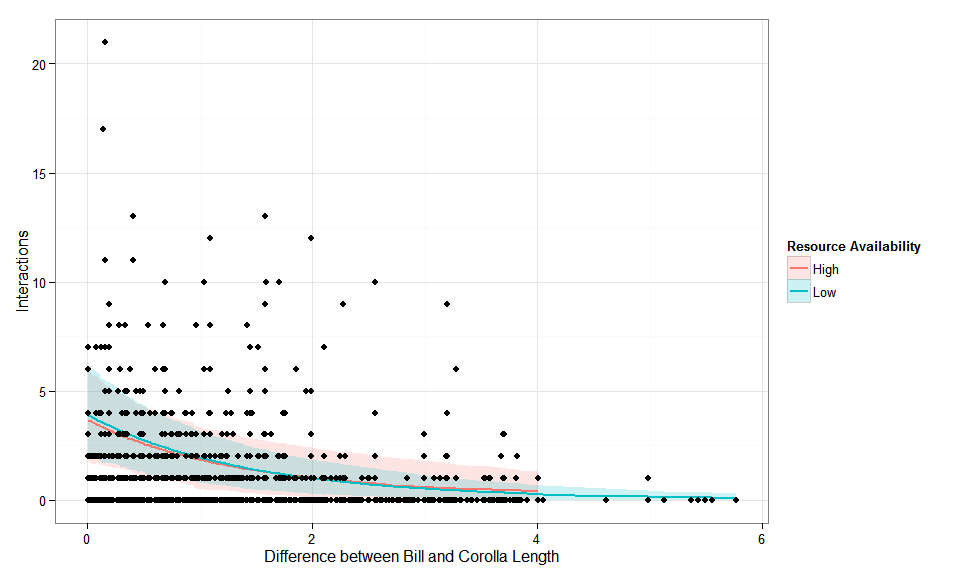 20
15
10
5
0
Interactions
0 2 4 6
Difference between Bill and Corolla Length
Resource Availability
High
Low